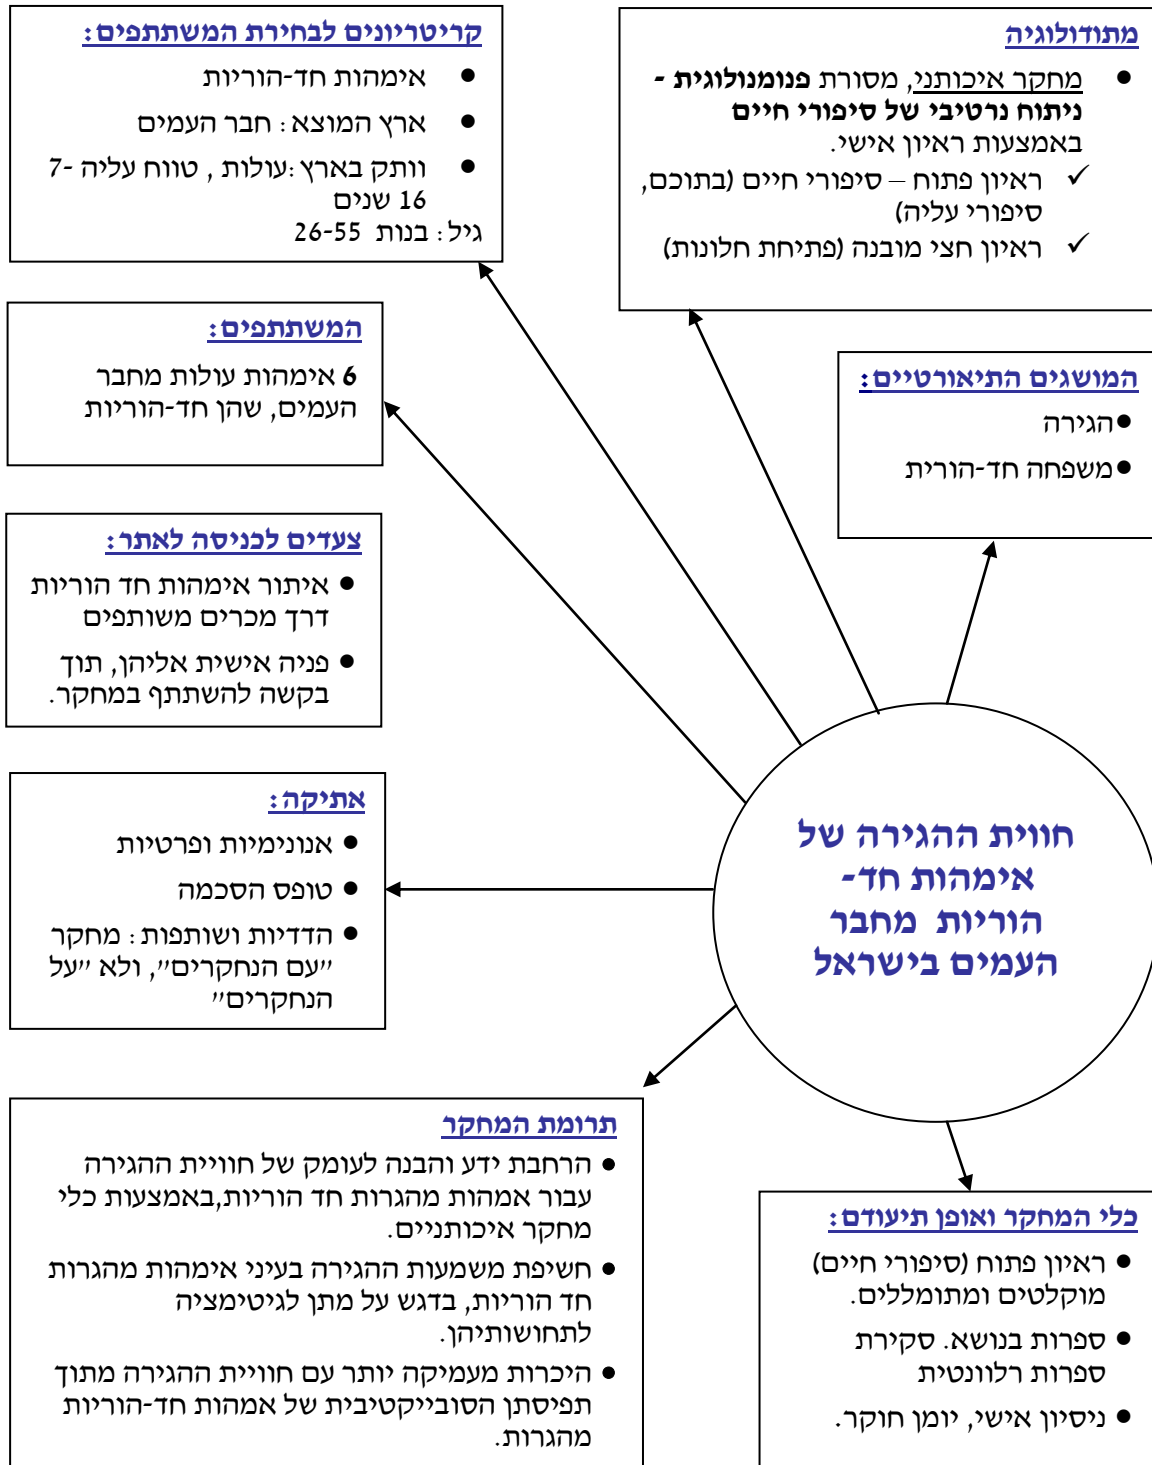 מתודולוגיה
● מחקר איכותני, מסורת פנומנולוגית -
ניתוח נרטיבי של סיפורי חיים
באמצעות ראיון אישי.
✓ ראיון פתוח – סיפורי חיים (בתוכם,
סיפורי עליה)
✓ ראיון חצי מובנה (פתיחת חלונות)
קריטריונים לבחירת המשתתפים:
● אימהות חד-הוריות
● ארץ המוצא: חבר העמים
● וותק בארץ: עולות , טווח עליה 7-
16 שנים
גיל: בנות 26-55
המושגים התיאורטיים:
● הגירה
● משפחה חד-הורית
המשתתפים:
6 אימהות עולות מחבר
העמים, שהן חד-הוריות
צעדים לכניסה לאתר:
● איתור אימהות חד הוריות
דרך מכרים משותפים
● פניה אישית אליהן, תוך
בקשה להשתתף במחקר.
חווית ההגירה של
אימהות חד-
הוריות מחבר
העמים בישראל
אתיקה:
● אנונימיות ופרטיות
● טופס הסכמה
● הדדיות ושותפות: מחקר
"עם הנחקרים", ולא "על
הנחקרים"
תרומת המחקר
● הרחבת ידע והבנה לעומק של חוויית ההגירה
עבור אמהות מהגרות חד הוריות,באמצעות כלי
מחקר איכותניים.
● חשיפת משמעות ההגירה בעיני אימהות מהגרות
חד הוריות, בדגש על מתן לגיטימציה
לתחושותיהן.
● היכרות מעמיקה יותר עם חוויית ההגירה מתוך
תפיסתן הסובייקטיבית של אמהות חד-הוריות
מהגרות.
כלי המחקר ואופן תיעודם:
● ראיון פתוח (סיפורי חיים)
מוקלטים ומתומללים.
● ספרות בנושא. סקירת
ספרות רלוונטית
● ניסיון אישי, יומן חוקר.